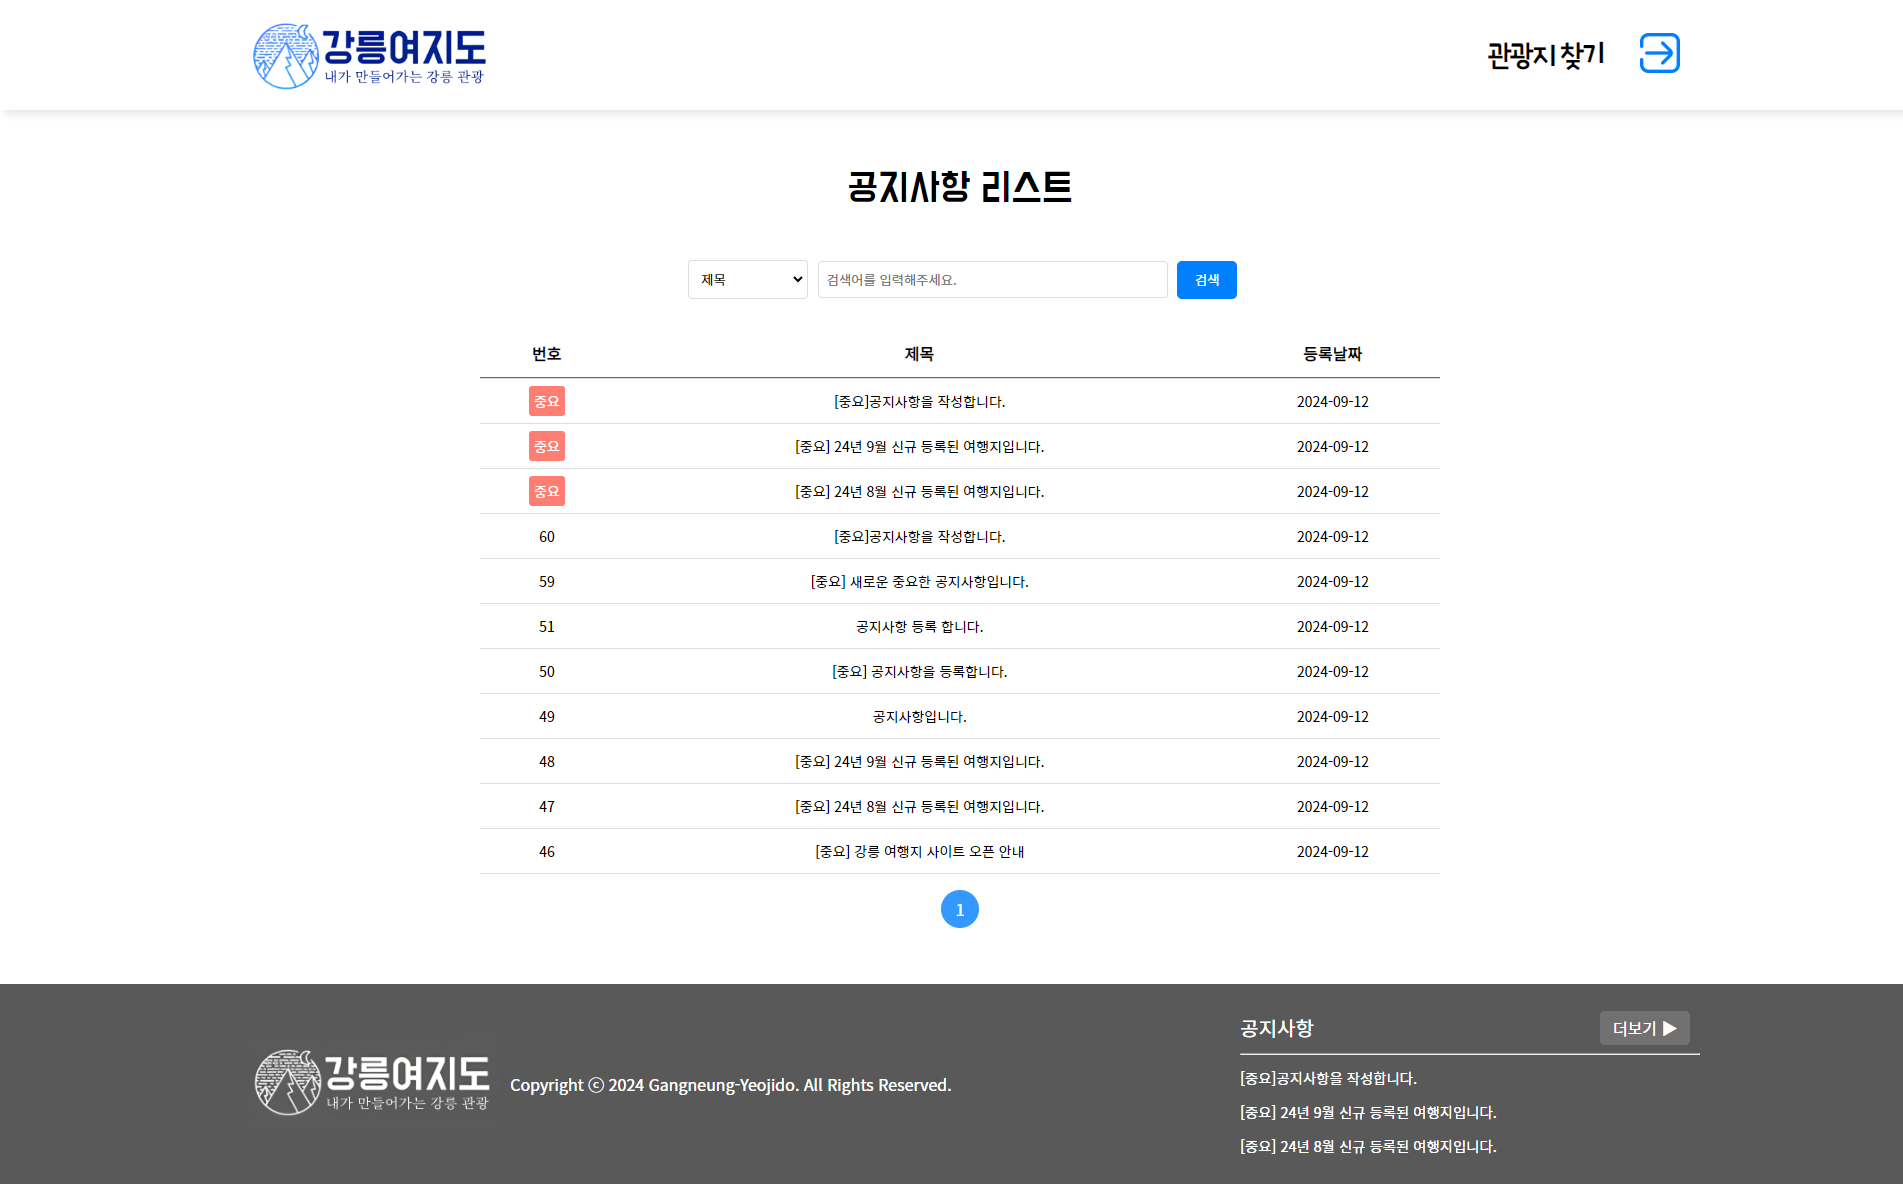 강릉여지도
내가 만들어가는 강릉 관광
관광지 찾기
공지사항 리스트
제목
검색어를 입력해주세요.
검색
번호 제목 등록날짜
중요 [중요]공지사항을 작성합니다. 2024-09-12
중요 [중요] 24년 9월 신규 등록된 여행지입니다. 2024-09-12
중요 [중요] 24년 8월 신규 등록된 여행지입니다. 2024-09-12
60 [중요]공지사항을 작성합니다. 2024-09-12
59 [중요] 새로운 중요한 공지사항입니다. 2024-09-12
51 공지사항 등록 합니다. 2024-09-12
50 [중요] 공지사항을 등록합니다. 2024-09-12
49 공지사항입니다. 2024-09-12
48 [중요] 24년 9월 신규 등록된 여행지입니다. 2024-09-12
47 [중요] 24년 8월 신규 등록된 여행지입니다. 2024-09-12
46 [중요] 강릉 여행지 사이트 오픈 안내 2024-09-12
1
강릉여지도
내가 만들어가는 강릉 관광
Copyright ⓒ 2024 Gangneung-Yeojido. All Rights Reserved.
공지사항
더보기 ▶
[중요]공지사항을 작성합니다.
[중요] 24년 9월 신규 등록된 여행지입니다.
[중요] 24년 8월 신규 등록된 여행지입니다.